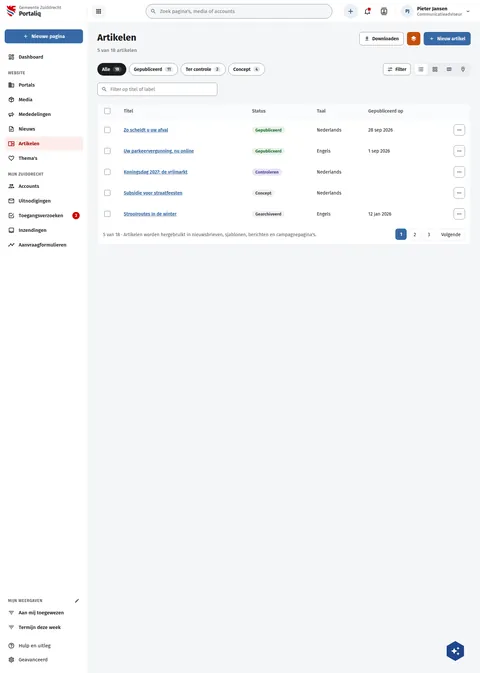 Gemeente Zuidbrecht
Portaliq
Zoek pagina's, media of accounts
Pieter Jansen
Communicatieadviseur
Nieuwe pagina
Dashboard
WEBSITE
Portals
Media
Mededelingen
Nieuws
Artikelen
Thema's
MIJN ZUIDBRECHT
Accounts
Uitnodigingen
Toegangsverzoeken 2
Inzendingen
Aanvraagformulieren
Artikelen
5 van 18 artikelen
Downloaden
Nieuw artikel
Alle 18
Gepubliceerd 11
Ter controle 3
Concept 4
Filter
Filter op titel of label
Titel Status Taal Gepubliceerd op
Zo scheidt u uw afval Gepubliceerd Nederlands 28 sep 2026
Uw parkeervergunning, nu online Gepubliceerd Engels 1 sep 2026
Koningsdag 2027: de vrijmarkt Controleren Nederlands
Subsidie voor straatfeesten Concept Nederlands
Strooiroutes in de winter Gearchiveerd Engels 12 jan 2026
5 van 18 · Artikelen worden hergebruikt in nieuwsbrieven, sjablonen, berichten en campagnepagina's.
1 2 3 Volgende
MIJN WEERGAVEN
Aan mij toegewezen
Termijn deze week
Hulp en uitleg
Geavanceerd